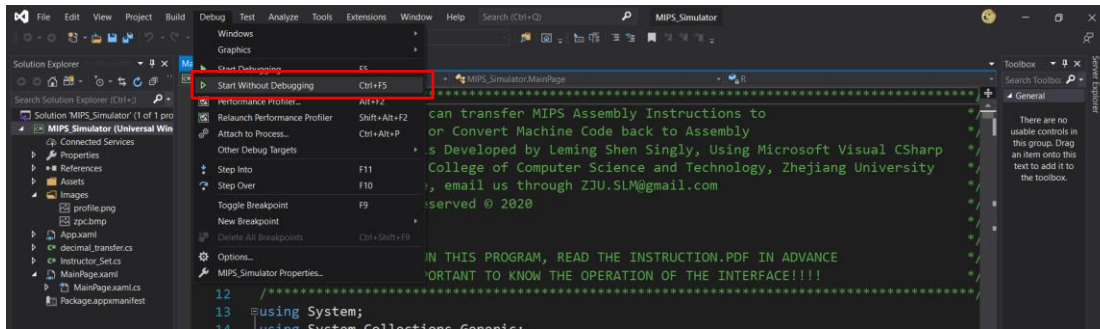 File Edit View Project Build Debug Test Analyze Tools Extensions Window Help Search (Ctrl+Q) MIPS_Simulator
Solution Explorer
Search Solution Explorer (Ctrl+;)
Solution 'MIPS_Simulator' (1 of 1 pro
MIPS_Simulator (Universal Win
Connected Services
Properties
References
Assets
Images
profile.png
zpc.bmp
App.xaml
decimal_transfer.cs
Instructor_Set.cs
MainPage.xaml
MainPage.xaml.cs
Package.appxmanifest
Windows
Graphics
Start Debugging F5
Start Without Debugging Ctrl+F5
Performance Profiler... Alt+F2
Relaunch Performance Profiler Shift+Alt+F2
Attach to Process... Ctrl+Alt+P
Other Debug Targets
Step Into F11
Step Over F10
Toggle Breakpoint F9
New Breakpoint
Delete All Breakpoints Ctrl+Shift+F9
Options...
MIPS_Simulator Properties...
Ma
MIPS_Simulator.MainPage R
*************************************************/
can transfer MIPS Assembly Instructions to */
or Convert Machine Code back to Assembly */
s Developed by Leming Shen Singly, Using Microsoft Visual CSharp */
College of Computer Science and Technology, Zhejiang University */
, email us through ZJU.SLM@gmail.com */
served © 2020 */
*/
*/
UN THIS PROGRAM, READ THE INSTRUCTION.PDF IN ADVANCE */
PORTANT TO KNOW THE OPERATION OF THE INTERFACE!!!! */
12 /*****************************************************************/
13 using System;
14 using System.Collections.Generic;
Toolbox
Search Toolbox
General
There are no
usable controls in
this group. Drag
an item onto this
text to add it to
the toolbox.
Server Explorer